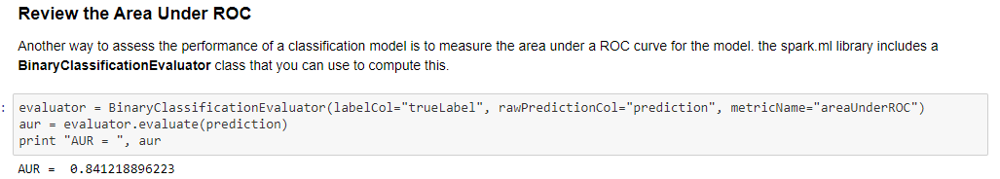 Review the Area Under ROC
Another way to assess the performance of a classification model is to measure the area under a ROC curve for the model. the spark.ml library includes a
BinaryClassificationEvaluator class that you can use to compute this.
: evaluator = BinaryClassificationEvaluator(labelCol="trueLabel", rawPredictionCol="prediction", metricName="areaUnderROC")
aur = evaluator.evaluate(prediction)
print "AUR = ", aur
AUR =  0.841218896223